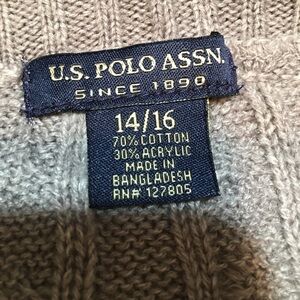 U.S. POLO ASSN.
SINCE 1890
14/16
70% COTTON
30% ACRYLIC
MADE IN
BANGLADESH
RN# 127805